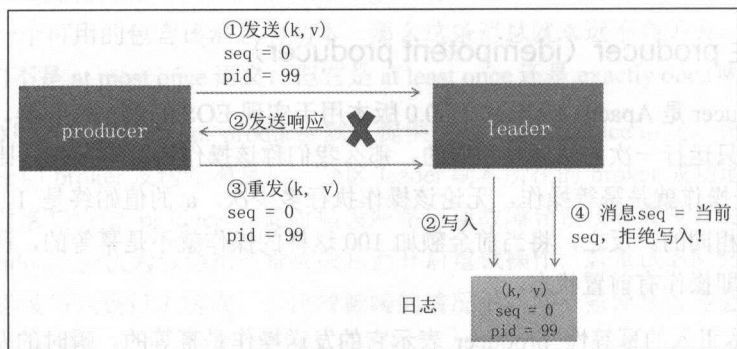 ①发送(k, v)
seq = 0
pid = 99
producer
②发送响应
leader
③重发(k, v)
seq = 0
pid = 99
②写入
④ 消息seq = 当前
seq，拒绝写入！
日志
(k, v)
seq = 0
pid = 99